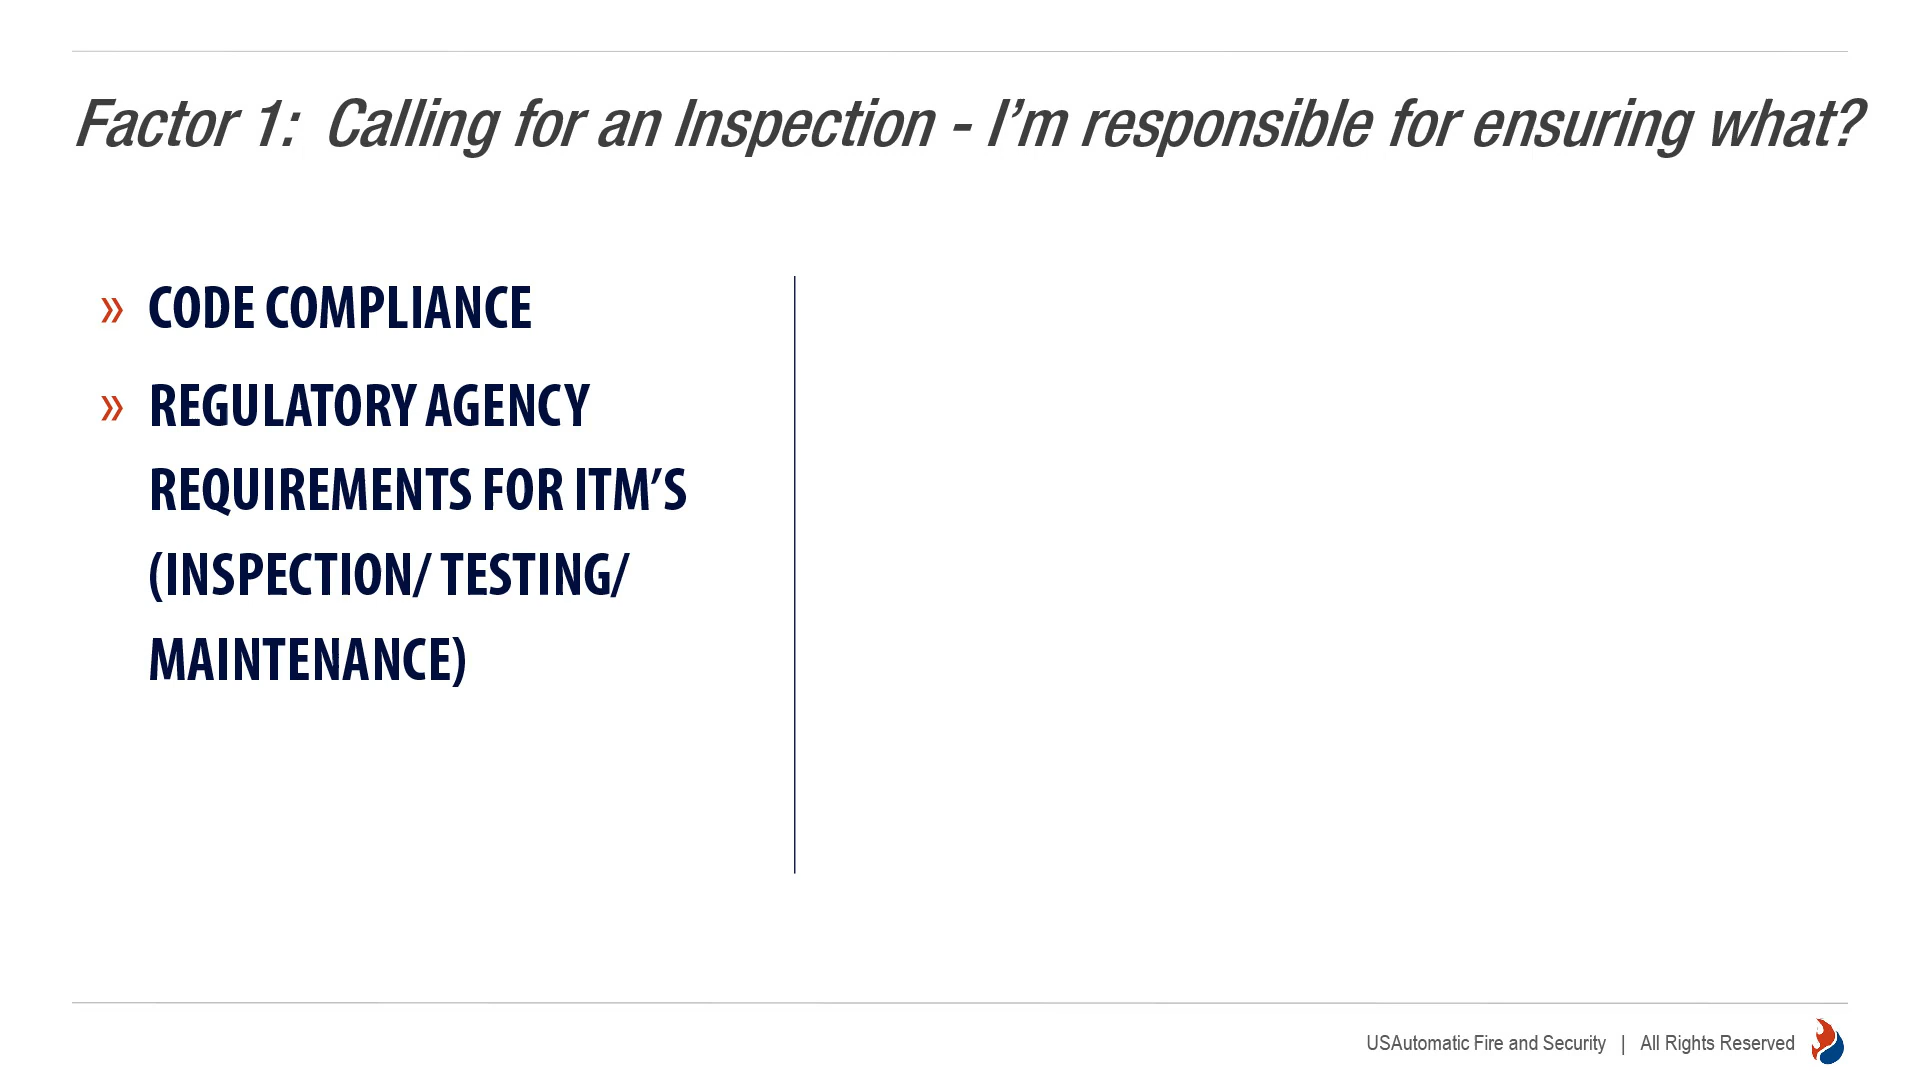 Factor 1: Calling for an Inspection - I’m responsible for ensuring what?
» CODE COMPLIANCE
» REGULATORY AGENCY
REQUIREMENTS FOR ITM’S
(INSPECTION/ TESTING/
MAINTENANCE)
USAutomatic Fire and Security | All Rights Reserved